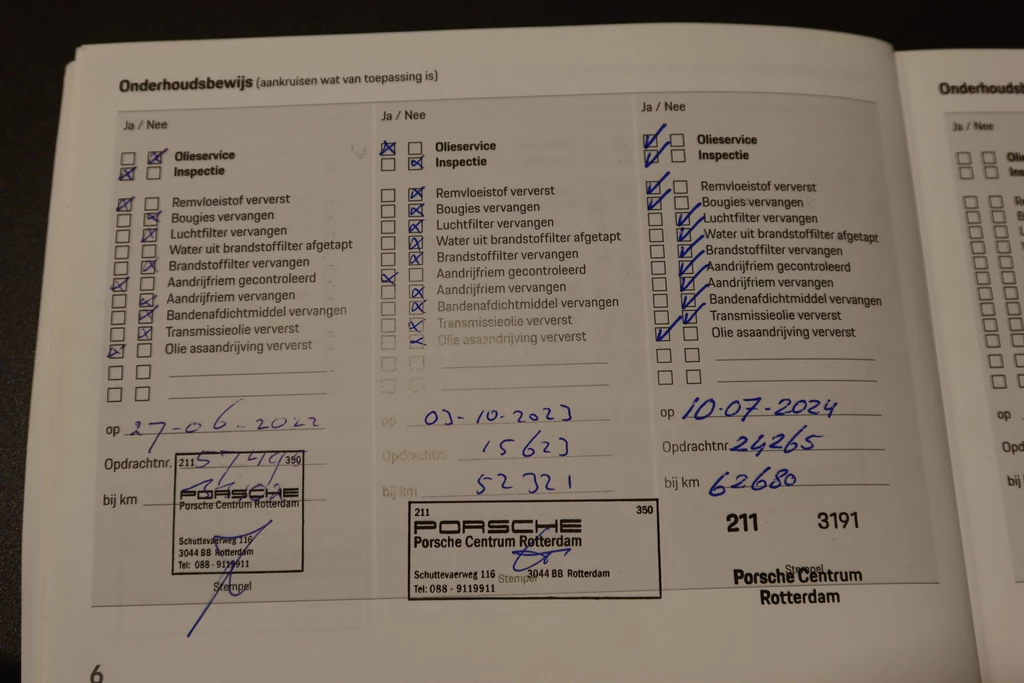 Onderhoudsbewijs (aankruisen wat van toepassing is)
Ja / Nee
Olieservice
Inspectie
Remvloeistof ververst
Bougies vervangen
Luchtfilter vervangen
Water uit brandstoffilter afgetapt
Brandstoffilter vervangen
Aandrijfriem gecontroleerd
Aandrijfriem vervangen
Bandenafdichtmiddel vervangen
Transmissieolie ververst
Olie asaandrijving ververst
op 27-06-2022
Opdrachtnr.
211 350
bij km
PORSCHE
Porsche Centrum Rotterdam
Schuttevaerweg 116
3044 BB Rotterdam
Tel: 088 - 9119911
Stempel
6
Ja / Nee
Olieservice
Inspectie
Remvloeistof ververst
Bougies vervangen
Luchtfilter vervangen
Water uit brandstoffilter afgetapt
Brandstoffilter vervangen
Aandrijfriem gecontroleerd
Aandrijfriem vervangen
Bandenafdichtmiddel vervangen
Transmissieolie ververst
Olie asaandrijving ververst
op 03-10-2023
Opdrachtnr. 15623
bij km 52321
211 350
PORSCHE
Porsche Centrum Rotterdam
Schuttevaerweg 116 3044 BB Rotterdam
Stempel
Tel: 088 - 9119911
Ja / Nee
Olieservice
Inspectie
Remvloeistof ververst
Bougies vervangen
Luchtfilter vervangen
Water uit brandstoffilter afgetapt
Brandstoffilter vervangen
Aandrijfriem gecontroleerd
Aandrijfriem vervangen
Bandenafdichtmiddel vervangen
Transmissieolie ververst
Olie asaandrijving ververst
op 10-07-2024
Opdrachtnr 24265
bij km 62680
211 3191
Stempel
Porsche Centrum
Rotterdam
Ja / Nee
op